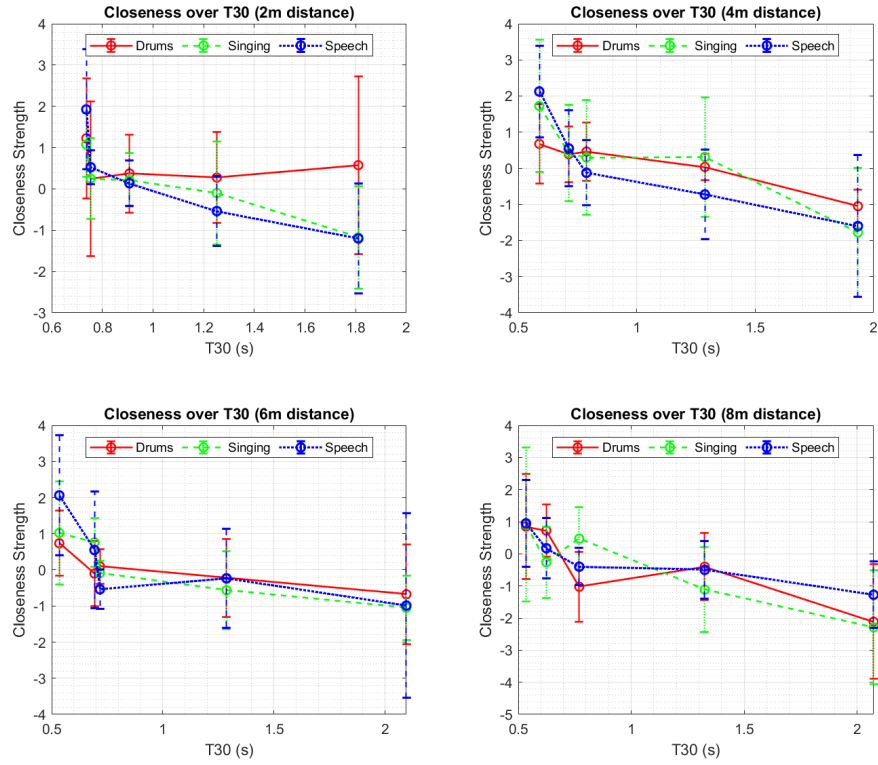 Closeness over T30 (2m distance)
Drums Singing Speech
4
3
2
1
0
-1
-2
-3
Closeness Strength
0.6 0.8 1 1.2 1.4 1.6 1.8 2
T30 (s)
Closeness over T30 (4m distance)
Drums Singing Speech
4
3
2
1
0
-1
-2
-3
-4
Closeness Strength
0.5 1 1.5 2
T30 (s)
Closeness over T30 (6m distance)
Drums Singing Speech
4
3
2
1
0
-1
-2
-3
-4
Closeness Strength
0.5 1 1.5 2
T30 (s)
Closeness over T30 (8m distance)
Drums Singing Speech
4
3
2
1
0
-1
-2
-3
-4
-5
Closeness Strength
0.5 1 1.5 2
T30 (s)